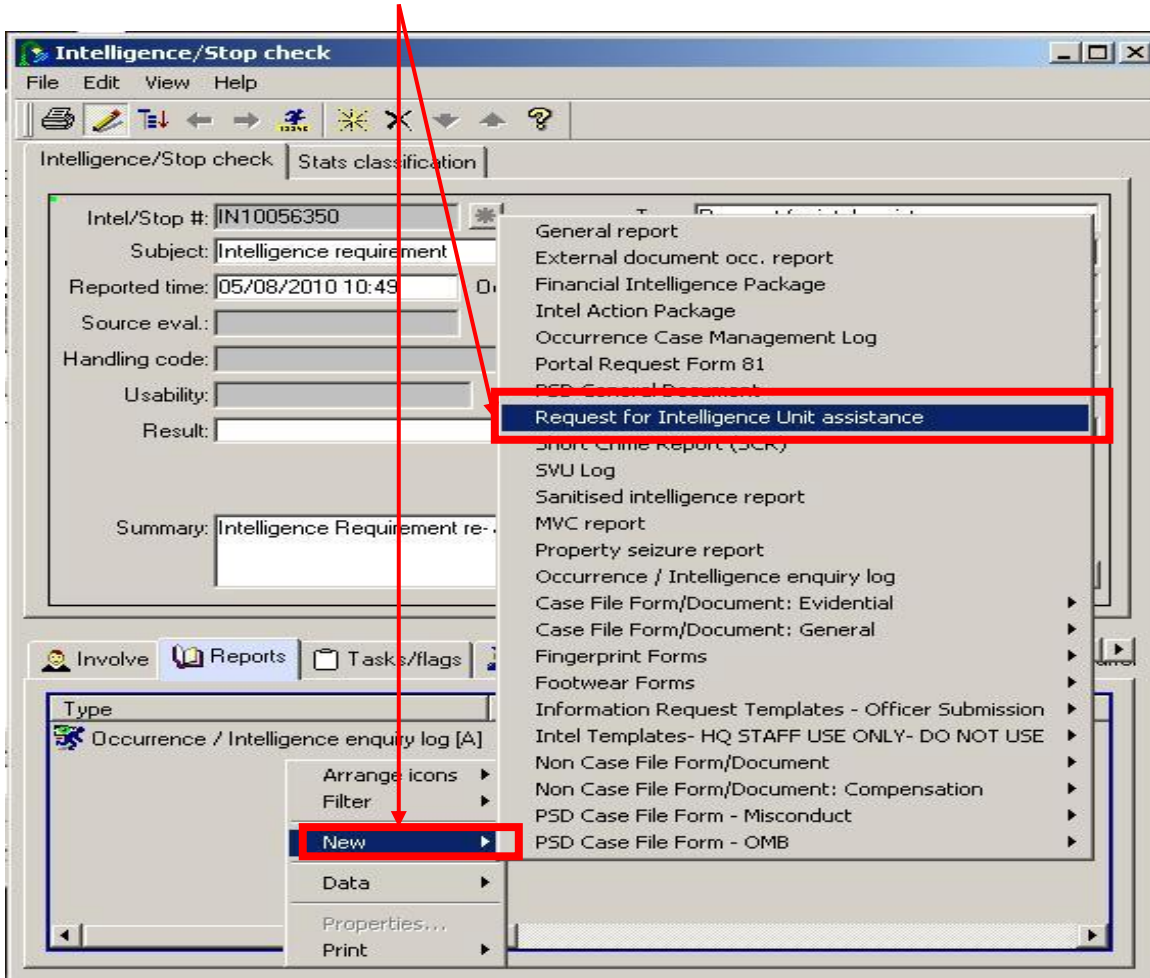 Intelligence/Stop check
File Edit View Help
Intelligence/Stop check Stats classification
Intel/Stop #: IN10056350
Subject: Intelligence requirement
Reported time: 05/08/2010 10:49
Source eval.:
Handling code:
Usability:
Result:
Summary: Intelligence Requirement re-
General report
External document occ. report
Financial Intelligence Package
Intel Action Package
Occurrence Case Management Log
Portal Request Form 81
PSD General Document
Request for Intelligence Unit assistance
Short Crime Report (SCR)
SVU Log
Sanitised intelligence report
MVC report
Property seizure report
Occurrence / Intelligence enquiry log
Case File Form/Document: Evidential
Case File Form/Document: General
Fingerprint Forms
Footwear Forms
Information Request Templates - Officer Submission
Intel Templates- HQ STAFF USE ONLY- DO NOT USE
Non Case File Form/Document
Non Case File Form/Document: Compensation
PSD Case File Form - Misconduct
PSD Case File Form - OMB
Involve Reports Tasks/flags
Type
Occurrence / Intelligence enquiry log [A]
Arrange icons
Filter
New
Data
Properties...
Print